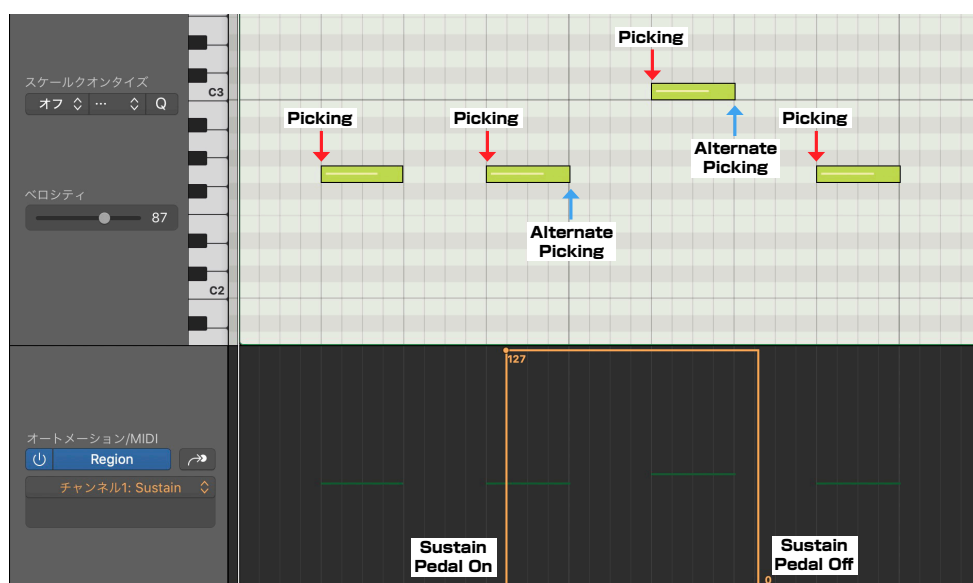 Picking
スケールクオンタイズ
オフ ... Q
C3
Picking
Picking
Picking
Alternate
Picking
ベロシティ
87
Alternate
Picking
C2
127
オートメーション/MIDI
Region
チャンネル1: Sustain
Sustain
Pedal On
Sustain
Pedal Off
0